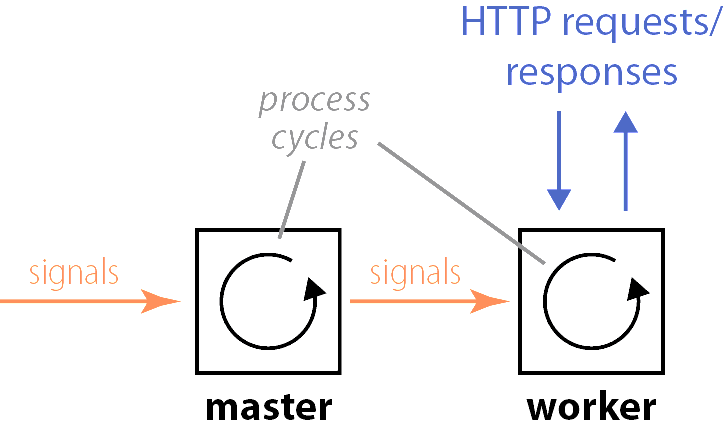 HTTP requests/
responses
process
cycles
signals
signals
master
worker